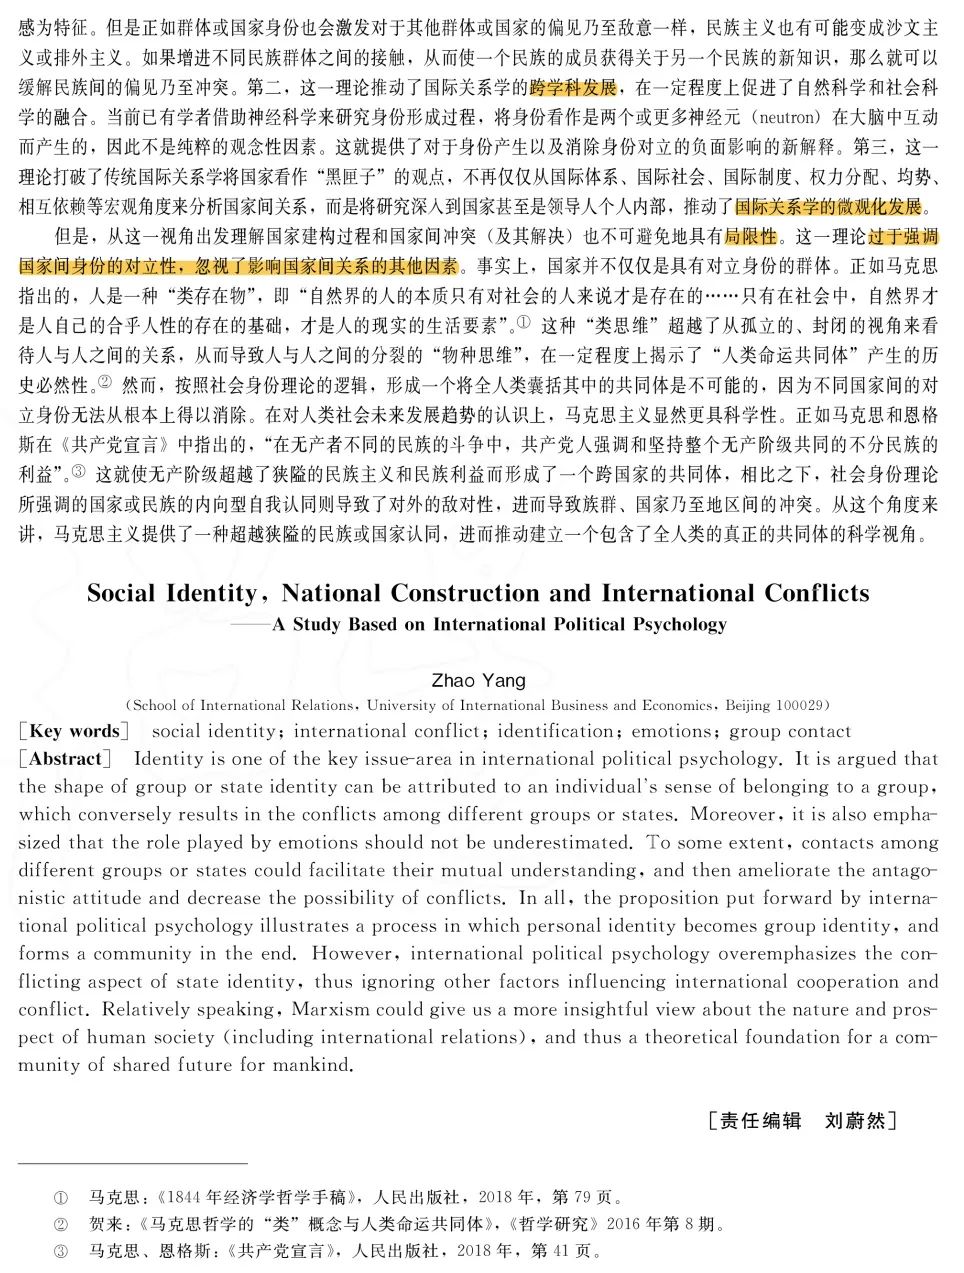 感为特征。但是正如群体或国家身份也会激发对于其他群体或国家的偏见乃至敌意一样，民族主义也有可能变成沙文主
义或排外主义。如果增进不同民族群体之间的接触，从而使一个民族的成员获得关于另一个民族的新知识，那么就可以
缓解民族间的偏见乃至冲突。第二，这一理论推动了国际关系学的跨学科发展，在一定程度上促进了自然科学和社会科
学的融合。当前已有学者借助神经科学来研究身份形成过程，将身份看作是两个或更多神经元（neutron）在大脑中互动
而产生的，因此不是纯粹的观念性因素。这就提供了对于身份产生以及消除身份对立的负面影响的新解释。第三，这一
理论打破了传统国际关系学将国家看作“黑匣子”的观点，不再仅仅从国际体系、国际社会、国际制度、权力分配、均势、
相互依赖等宏观角度来分析国家间关系，而是将研究深入到国家甚至是领导人个人内部，推动了国际关系学的微观化发展。
但是，从这一视角出发理解国家建构过程和国家间冲突（及其解决）也不可避免地具有局限性。这一理论过于强调
国家间身份的对立性，忽视了影响国家间关系的其他因素。事实上，国家并不仅仅是具有对立身份的群体。正如马克思
指出的，人是一种“类存在物”，即“自然界的人的本质只有对社会的人来说才是存在的……只有在社会中，自然界才
是人自己的合乎人性的存在的基础，才是人的现实的生活要素”。① 这种“类思维”超越了从孤立的、封闭的视角来看
待人与人之间的关系，从而导致人与人之间的分裂的“物种思维”，在一定程度上揭示了“人类命运共同体”产生的历
史必然性。② 然而，按照社会身份理论的逻辑，形成一个将全人类囊括其中的共同体是不可能的，因为不同国家间的对
立身份无法从根本上得以消除。在对人类社会未来发展趋势的认识上，马克思主义显然更具科学性。正如马克思和恩格
斯在《共产党宣言》中指出的，“在无产者不同的民族的斗争中，共产党人强调和坚持整个无产阶级共同的不分民族的
利益”。③ 这就使无产阶级超越了狭隘的民族主义和民族利益而形成了一个跨国家的共同体，相比之下，社会身份理论
所强调的国家或民族的内向型自我认同则导致了对外的敌对性，进而导致族群、国家乃至地区间的冲突。从这个角度来
讲，马克思主义提供了一种超越狭隘的民族或国家认同，进而推动建立一个包含了全人类的真正的共同体的科学视角。
Social Identity, National Construction and International Conflicts
——A Study Based on International Political Psychology
Zhao Yang
(School of International Relations, University of International Business and Economics, Beijing 100029)
[Key words] social identity; international conflict; identification; emotions; group contact
[Abstract] Identity is one of the key issue-area in international political psychology. It is argued that
the shape of group or state identity can be attributed to an individual's sense of belonging to a group,
which conversely results in the conflicts among different groups or states. Moreover, it is also empha-
sized that the role played by emotions should not be underestimated. To some extent, contacts among
different groups or states could facilitate their mutual understanding, and then ameliorate the antago-
nistic attitude and decrease the possibility of conflicts. In all, the proposition put forward by interna-
tional political psychology illustrates a process in which personal identity becomes group identity, and
forms a community in the end. However, international political psychology overemphasizes the con-
flicting aspect of state identity, thus ignoring other factors influencing international cooperation and
conflict. Relatively speaking, Marxism could give us a more insightful view about the nature and pros-
pect of human society (including international relations), and thus a theoretical foundation for a com-
munity of shared future for mankind.
[责任编辑 刘蔚然]
① 马克思：《1844 年经济学哲学手稿》，人民出版社，2018 年，第 79 页。
② 贺来：《马克思哲学的“类”概念与人类命运共同体》，《哲学研究》2016 年第 8 期。
③ 马克思、恩格斯：《共产党宣言》，人民出版社，2018 年，第 41 页。